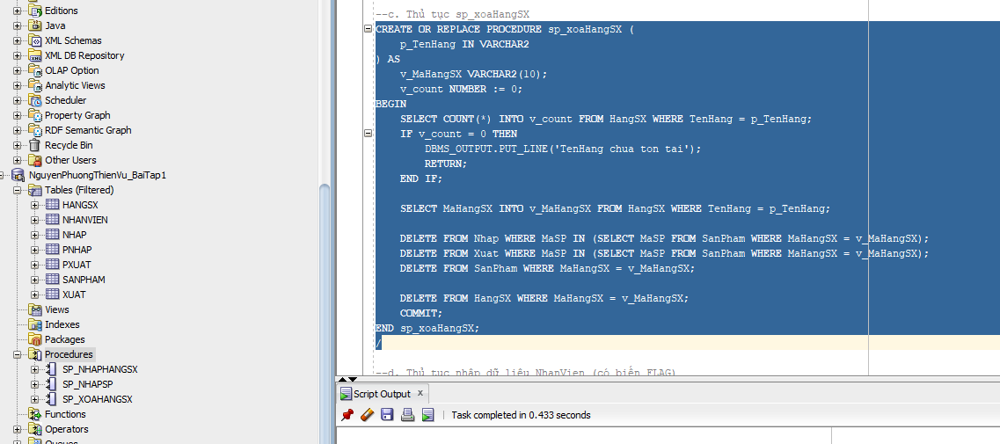 Editions
Java
XML Schemas
XML DB Repository
OLAP Option
Analytic Views
Scheduler
Property Graph
RDF Semantic Graph
Recycle Bin
Other Users
NguyenPhuongThienVu_BaiTap1
Tables (Filtered)
HANGSX
NHANVIEN
NHAP
PNHAP
PXUAT
SANPHAM
XUAT
Views
Indexes
Packages
Procedures
SP_NHAPHANGSX
SP_NHAPSP
SP_XOAHANGSX
Functions
Operators
Queues
--c. Thủ tục sp_xoaHangSX
CREATE OR REPLACE PROCEDURE sp_xoaHangSX (
    p_TenHang IN VARCHAR2
) AS
    v_MaHangSX VARCHAR2(10);
    v_count NUMBER := 0;
BEGIN
    SELECT COUNT(*) INTO v_count FROM HangSX WHERE TenHang = p_TenHang;
    IF v_count = 0 THEN
        DBMS_OUTPUT.PUT_LINE('TenHang chua ton tai');
        RETURN;
    END IF;
    SELECT MaHangSX INTO v_MaHangSX FROM HangSX WHERE TenHang = p_TenHang;
    DELETE FROM Nhap WHERE MaSP IN (SELECT MaSP FROM SanPham WHERE MaHangSX = v_MaHangSX);
    DELETE FROM Xuat WHERE MaSP IN (SELECT MaSP FROM SanPham WHERE MaHangSX = v_MaHangSX);
    DELETE FROM SanPham WHERE MaHangSX = v_MaHangSX;
    DELETE FROM HangSX WHERE MaHangSX = v_MaHangSX;
    COMMIT;
END sp_xoaHangSX;
/
--d. Thủ tục nhập dữ liệu NhanVien (có biến FLAG)
Script Output x
Task completed in 0.433 seconds